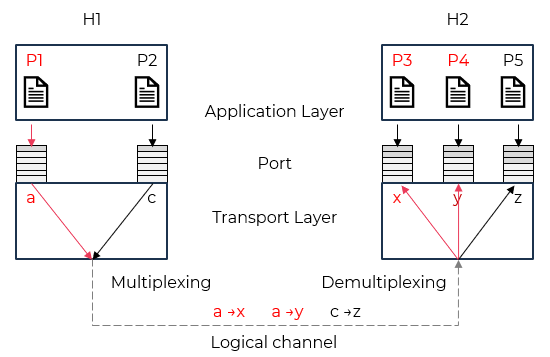 H1 H2
P1 P2 P3 P4 P5
Application Layer
Port
a c x y z
Transport Layer
Multiplexing Demultiplexing
a →x a →y c →z
Logical channel